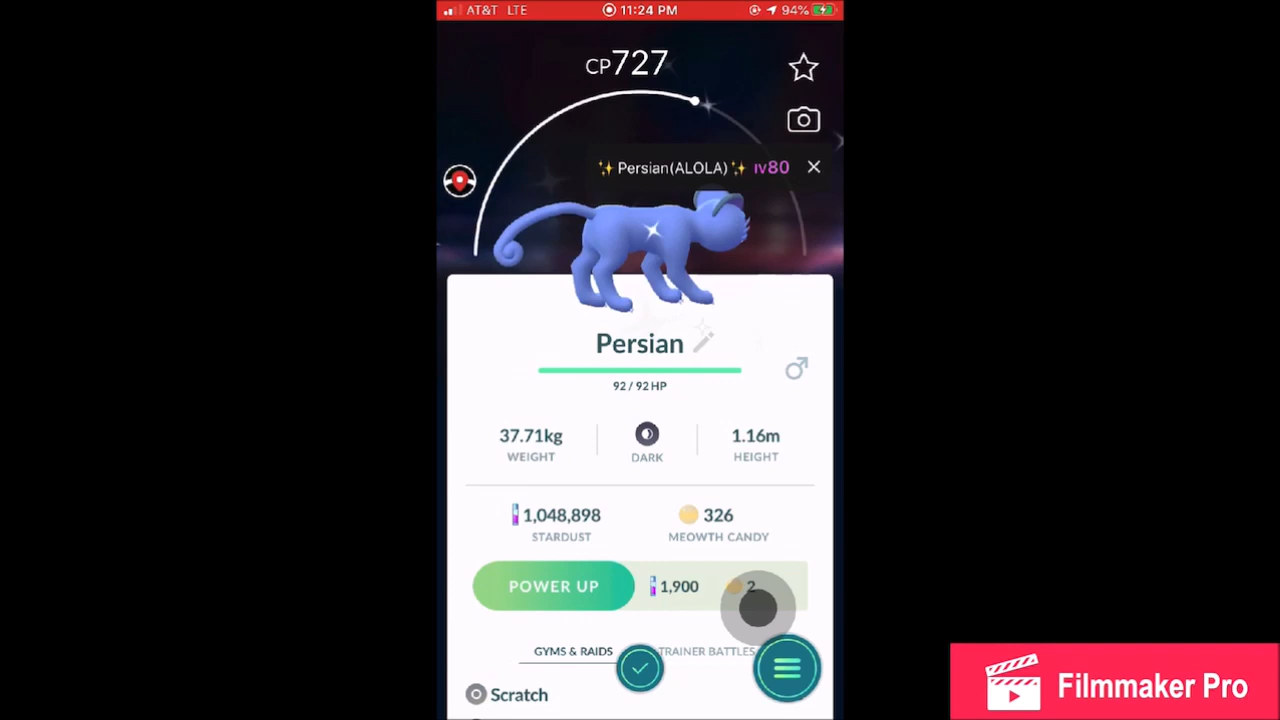 AT&T LTE 11:24 PM 94%
CP727
✨Persian(ALOLA)✨ IV80 ✕
Persian
92 / 92 HP
37.71kg 1.16m
WEIGHT DARK HEIGHT
1,048,898 326
STARDUST MEOWTH CANDY
POWER UP 1,900 2
GYMS & RAIDS TRAINER BATTLES
Scratch
Filmmaker Pro